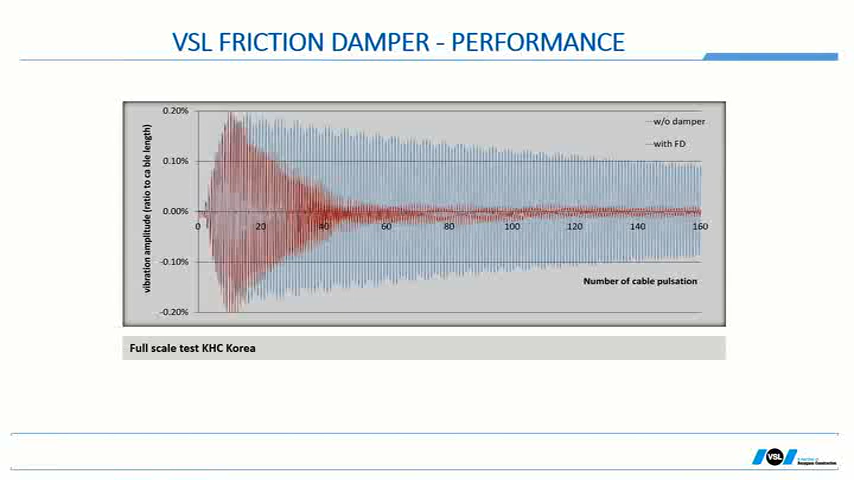 VSL FRICTION DAMPER - PERFORMANCE
0.20%
0.10%
0.00%
-0.10%
-0.20%
vibration amplitude (ratio to ca ble length)
w/o damper
with FD
0 20 40 60 80 100 120 140 160
Number of cable pulsation
Full scale test KHC Korea
VSL